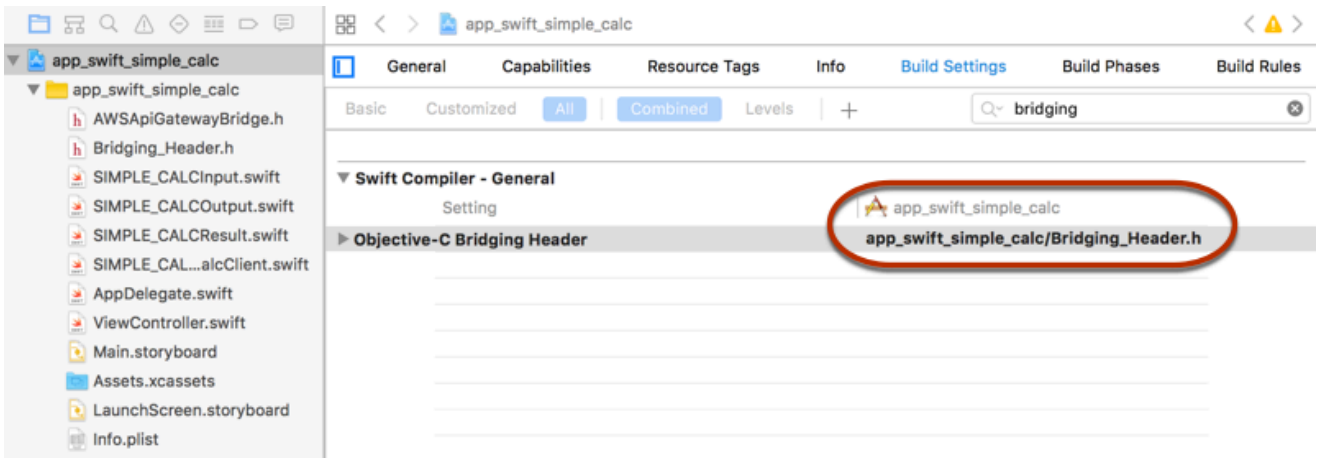 app_swift_simple_calc
app_swift_simple_calc
General Capabilities Resource Tags Info Build Settings Build Phases Build Rules
app_swift_simple_calc
Basic Customized All Combined Levels + bridging
AWSApiGatewayBridge.h
Bridging_Header.h
SIMPLE_CALCInput.swift
Swift Compiler - General
SIMPLE_CALCOutput.swift
Setting app_swift_simple_calc
SIMPLE_CALCResult.swift
Objective-C Bridging Header app_swift_simple_calc/Bridging_Header.h
SIMPLE_CAL...alcClient.swift
AppDelegate.swift
ViewController.swift
Main.storyboard
Assets.xcassets
LaunchScreen.storyboard
Info.plist